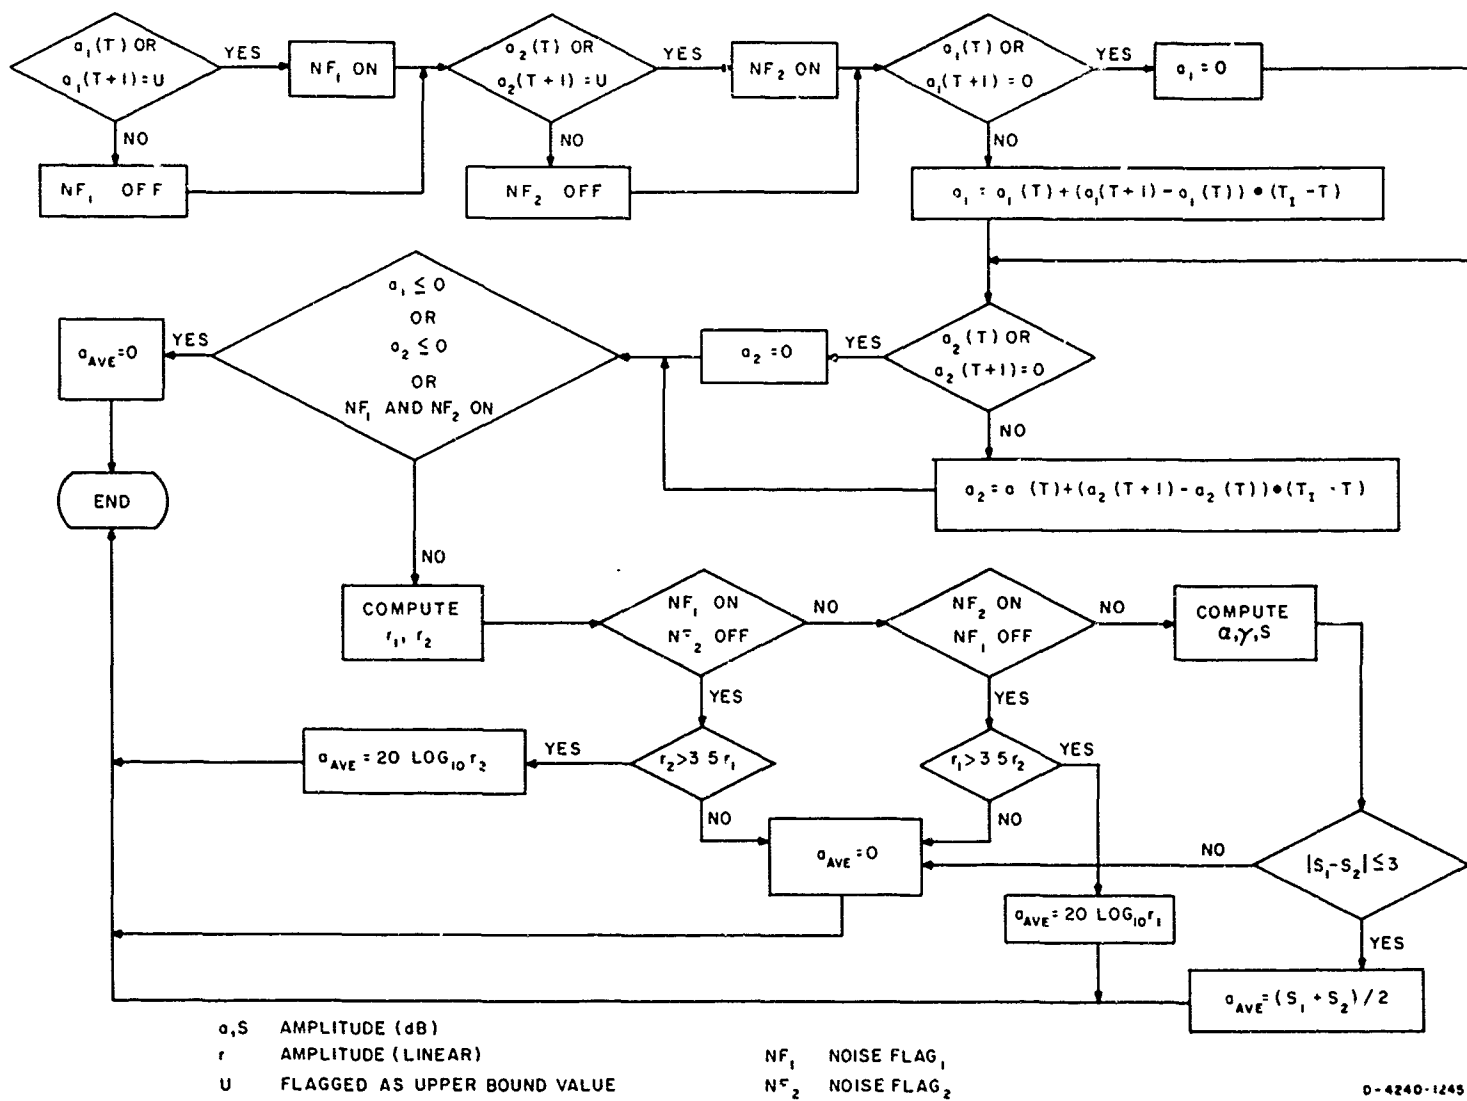 a₁(T) OR
a₁(T+1)=U
YES
NF₁ ON
NO
NF₁ OFF
a₂(T) OR
a₂(T+1)=U
YES
NF₂ ON
NO
NF₂ OFF
a₁(T) OR
a₁(T+1)=0
YES
a₁=0
NO
a₁ = a₁(T)+(a₁(T+1)-a₁(T))•(T_I-T)
a₂(T) OR
a₂(T+1)=0
YES
a₂=0
NO
a₂=a (T)+(a₂(T+1)-a₂(T))•(T_I-T)
a₁ ≤ 0
OR
a₂ ≤ 0
OR
NF₁ AND NF₂ ON
YES
a_AVE=0
END
NO
COMPUTE
r₁, r₂
NF₁ ON
NF₂ OFF
NO
YES
NF₂ ON
NF₁ OFF
NO
YES
COMPUTE
α,γ,S
r₂>3 5 r₁
YES
a_AVE = 20 LOG₁₀ r₂
NO
r₁>3 5 r₂
YES
NO
a_AVE=0
a_AVE=20 LOG₁₀ r₁
|S₁-S₂|≤3
NO
YES
a_AVE=(S₁+S₂)/2
a,S AMPLITUDE (dB)
r AMPLITUDE (LINEAR)
U FLAGGED AS UPPER BOUND VALUE
NF₁ NOISE FLAG₁
NF₂ NOISE FLAG₂
D-4240-1245